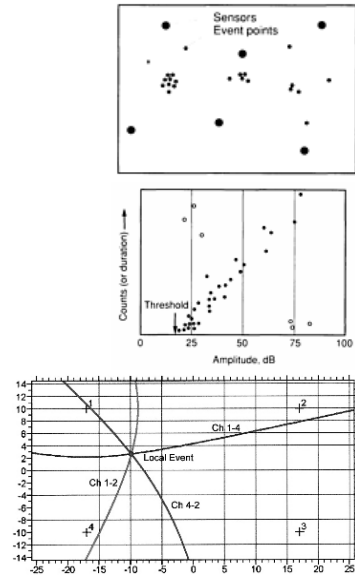 Sensors
Event points
Counts (or duration)
Threshold
0 25 50 75 100
Amplitude, dB
14
12
10
8
6
4
2
0
-2
-4
-6
-8
-10
-12
-14
1
2
Ch 1-4
Local Event
Ch 1-2
Ch 4-2
4
3
-25 -20 -15 -10 -5 0 5 10 15 20 25